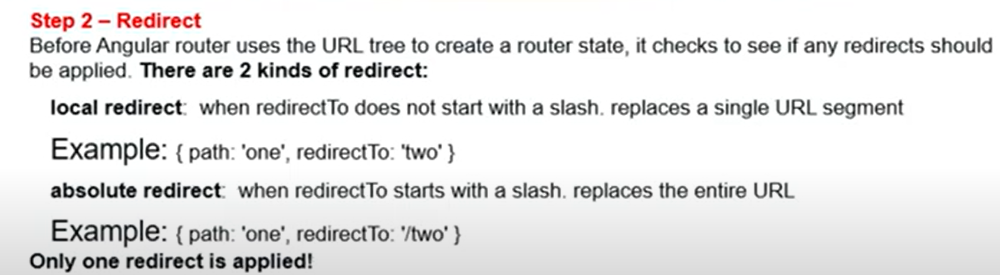 Step 2 – Redirect
Before Angular router uses the URL tree to create a router state, it checks to see if any redirects should
be applied. There are 2 kinds of redirect:
local redirect: when redirectTo does not start with a slash. replaces a single URL segment
Example: { path: 'one', redirectTo: 'two' }
absolute redirect: when redirectTo starts with a slash. replaces the entire URL
Example: { path: 'one', redirectTo: '/two' }
Only one redirect is applied!